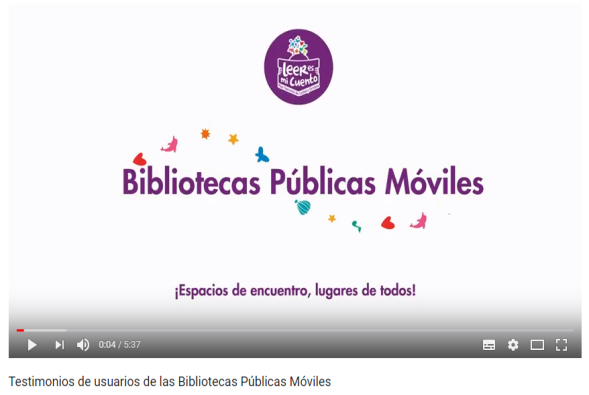 Leer es
mi Cuento
Bibliotecas Públicas Móviles
¡Espacios de encuentro, lugares de todos!
0:04 / 5:37
Testimonios de usuarios de las Bibliotecas Públicas Móviles